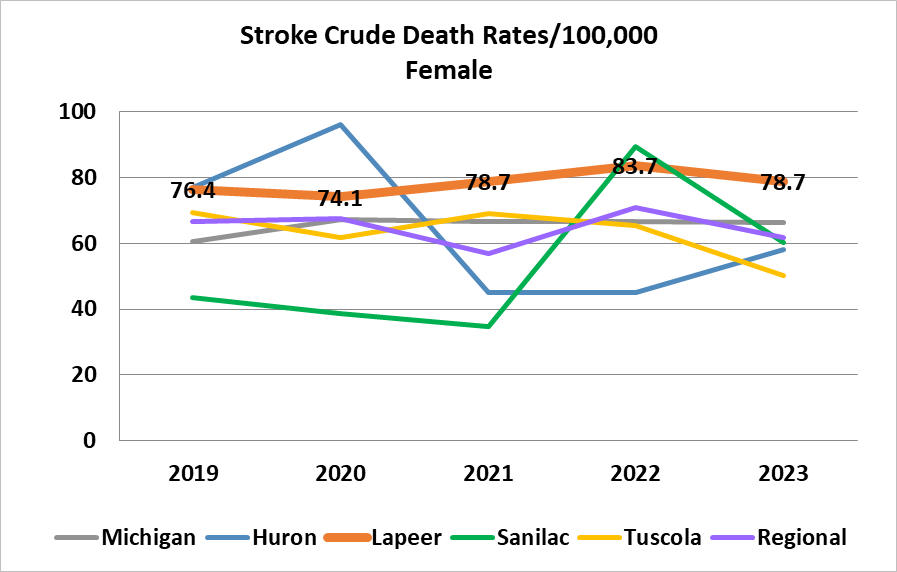 Stroke Crude Death Rates/100,000
Female
100
80
60
40
20
0
76.4
74.1
78.7
83.7
78.7
2019 2020 2021 2022 2023
Michigan Huron Lapeer Sanilac Tuscola Regional